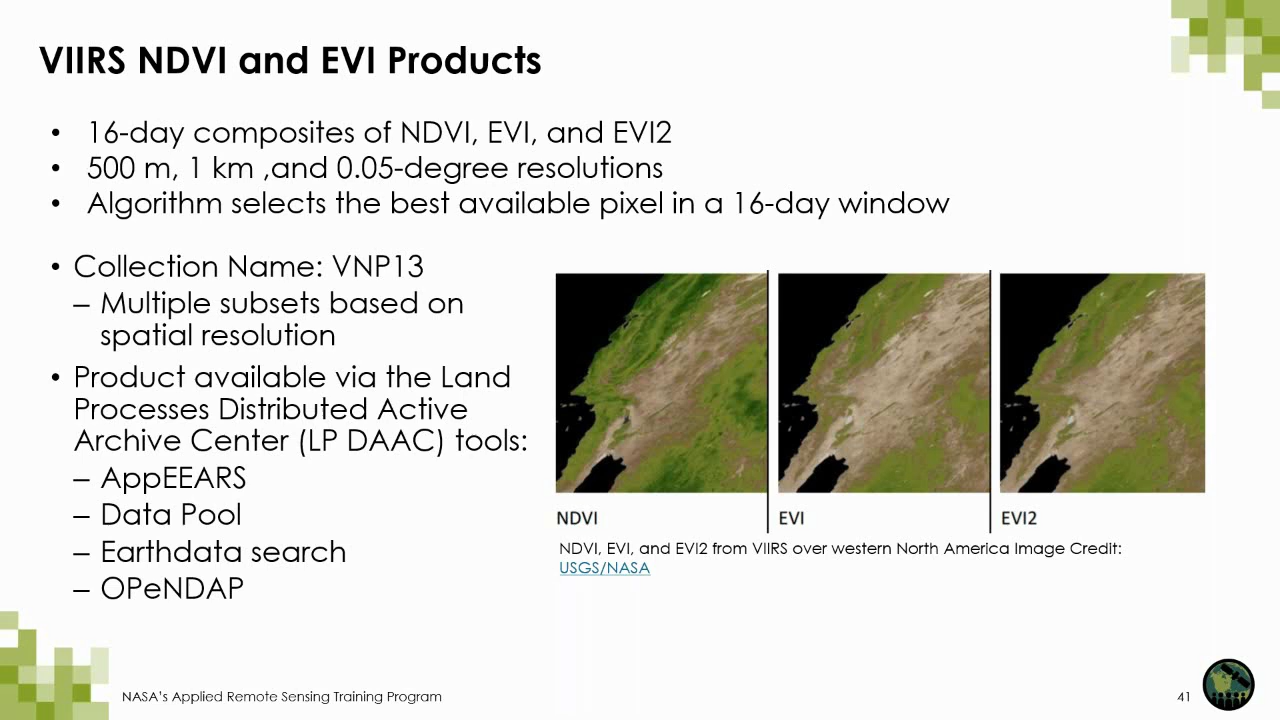 VIIRS NDVI and EVI Products
• 16-day composites of NDVI, EVI, and EVI2
• 500 m, 1 km ,and 0.05-degree resolutions
• Algorithm selects the best available pixel in a 16-day window
• Collection Name: VNP13
– Multiple subsets based on
spatial resolution
• Product available via the Land
Processes Distributed Active
Archive Center (LP DAAC) tools:
– AppEEARS
– Data Pool
– Earthdata search
– OPeNDAP
NDVI
EVI
EVI2
NDVI, EVI, and EVI2 from VIIRS over western North America Image Credit:
USGS/NASA
NASA's Applied Remote Sensing Training Program
41